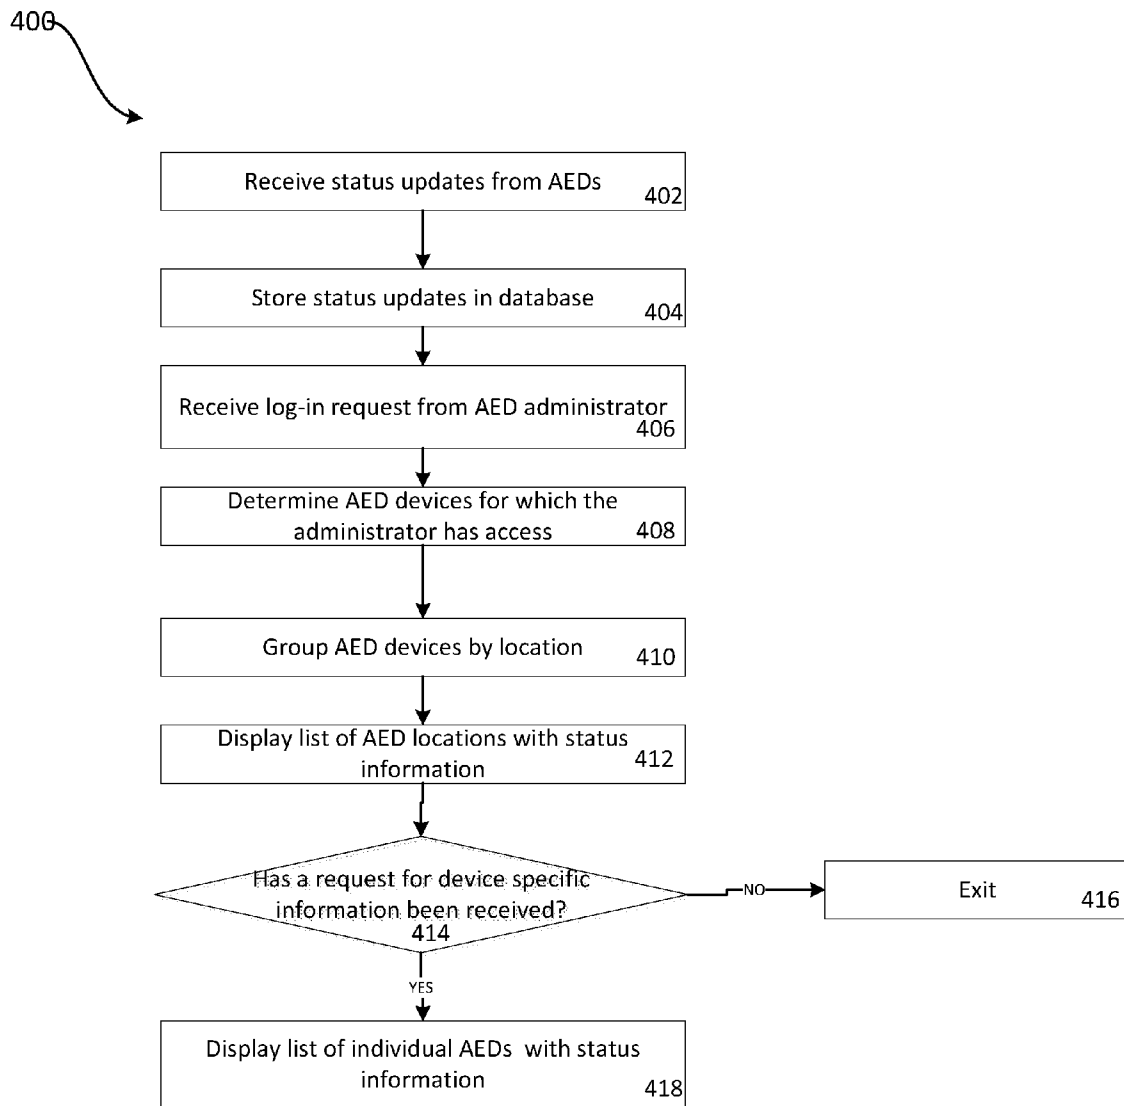 400
Receive status updates from AEDs
402
Store status updates in database
404
Receive log-in request from AED administrator
406
Determine AED devices for which the
administrator has access
408
Group AED devices by location
410
Display list of AED locations with status
information
412
Has a request for device specific
information been received?
414
NO
Exit
416
YES
Display list of individual AEDs with status
information
418